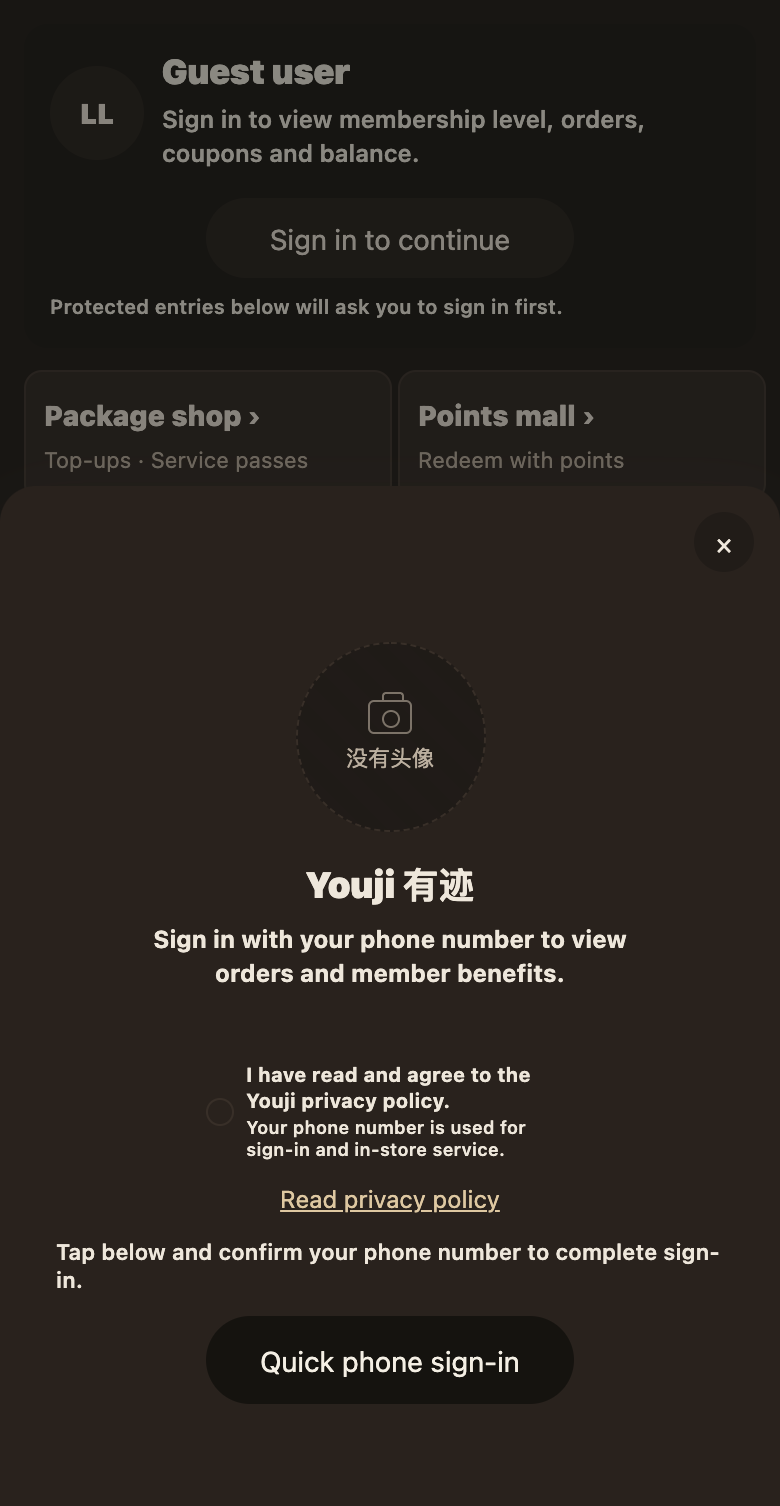 LL
Guest user
Sign in to view membership level, orders,
coupons and balance.
Sign in to continue
Protected entries below will ask you to sign in first.
Package shop ›
Top-ups · Service passes
Points mall ›
Redeem with points
×
没有头像
Youji 有迹
Sign in with your phone number to view
orders and member benefits.
I have read and agree to the
Youji privacy policy.
Your phone number is used for
sign-in and in-store service.
Read privacy policy
Tap below and confirm your phone number to complete sign-
in.
Quick phone sign-in